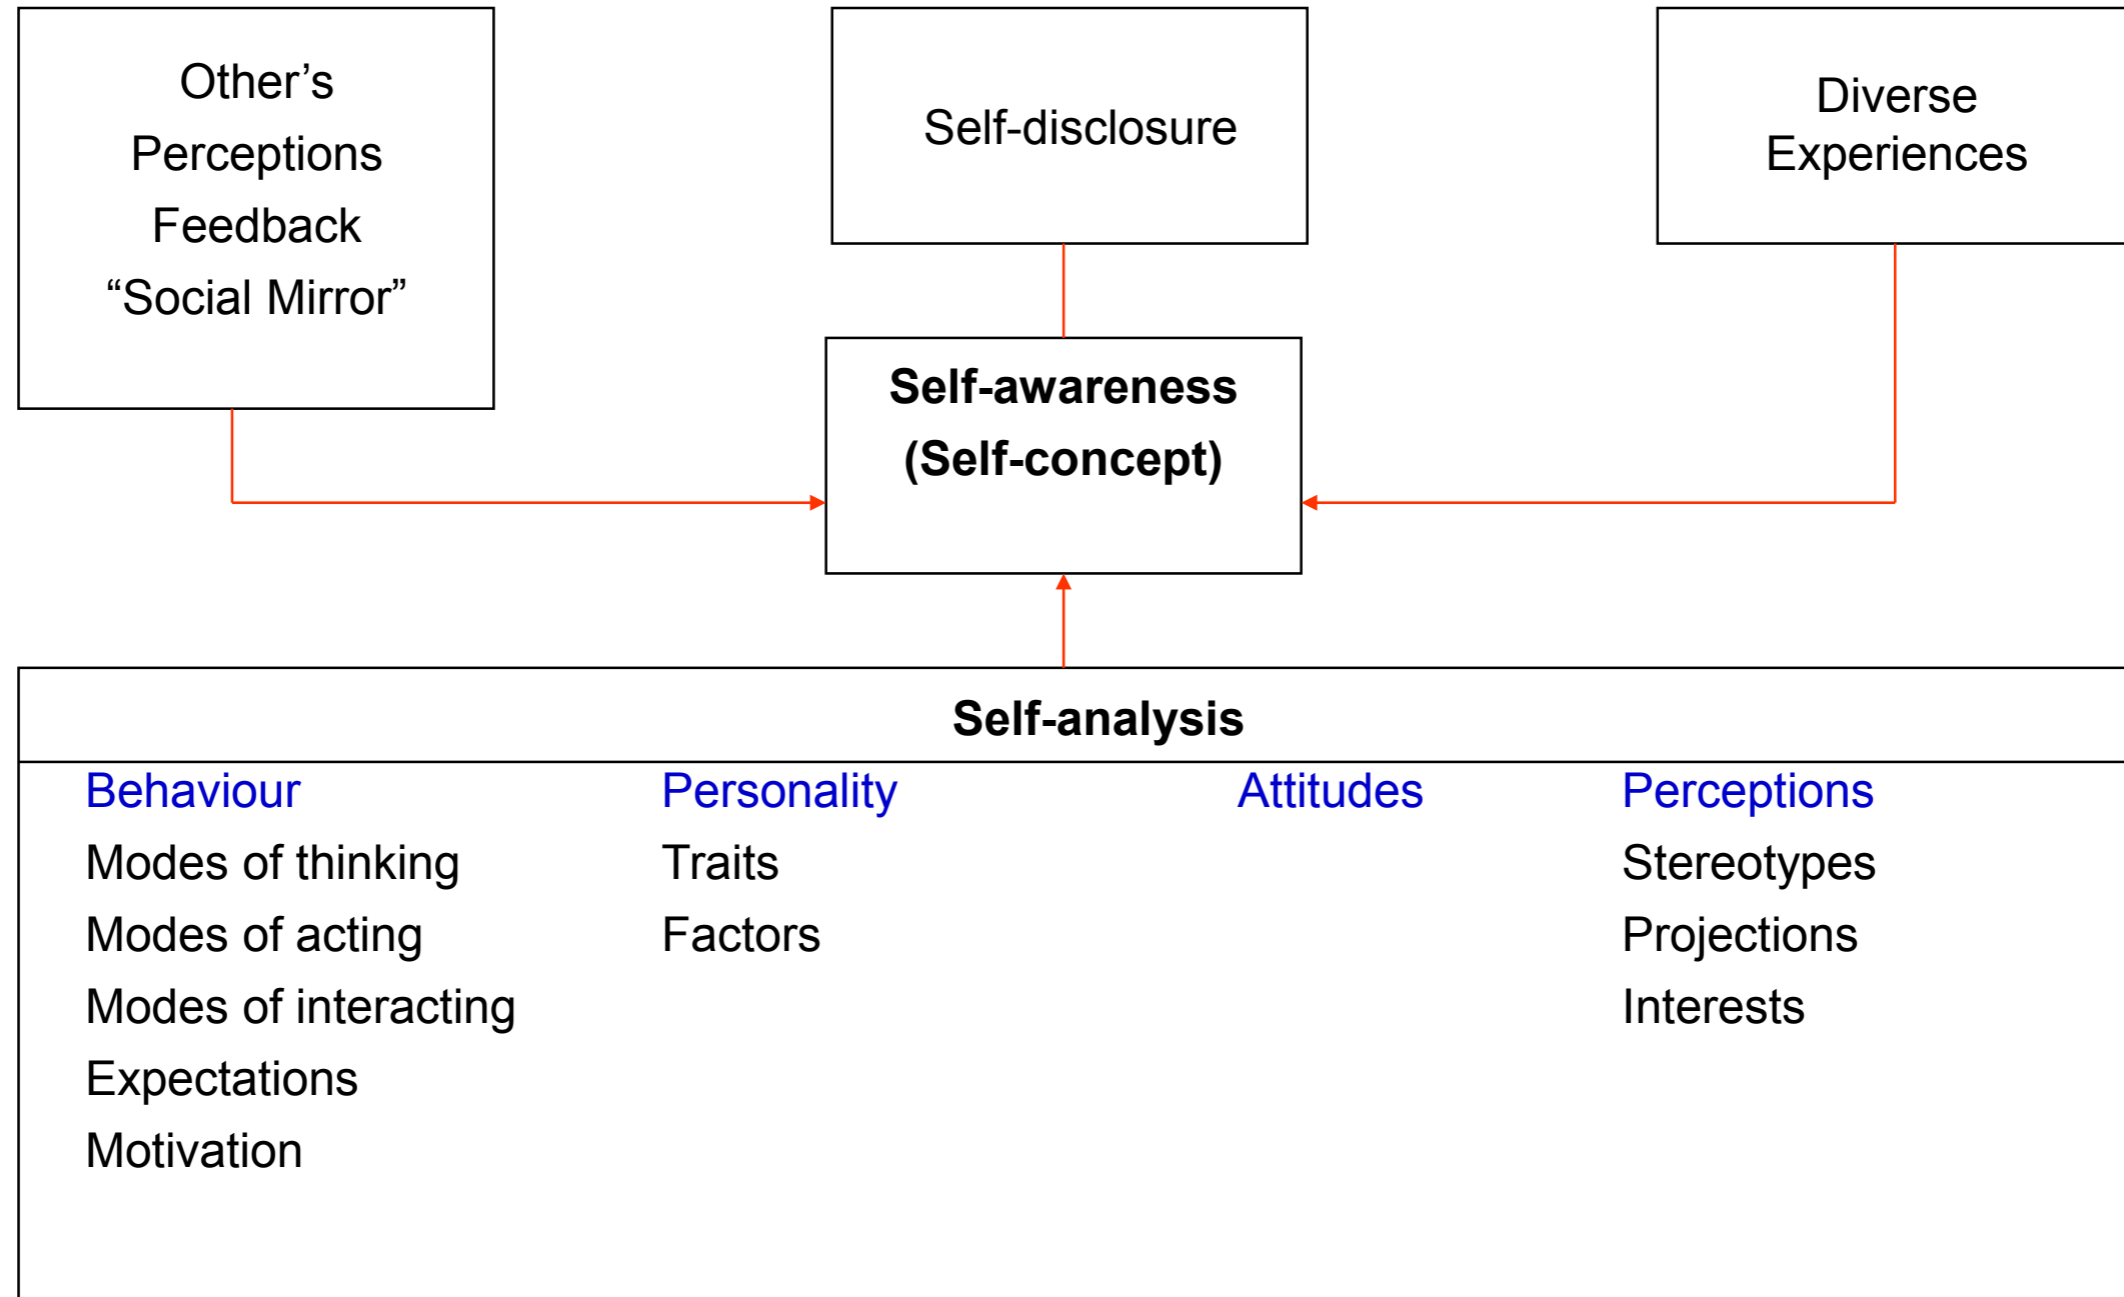 Other’s
Perceptions
Feedback
“Social Mirror”
Self-disclosure
Diverse
Experiences
Self-awareness
(Self-concept)
Self-analysis
Behaviour
Modes of thinking
Modes of acting
Modes of interacting
Expectations
Motivation
Personality
Traits
Factors
Attitudes
Perceptions
Stereotypes
Projections
Interests